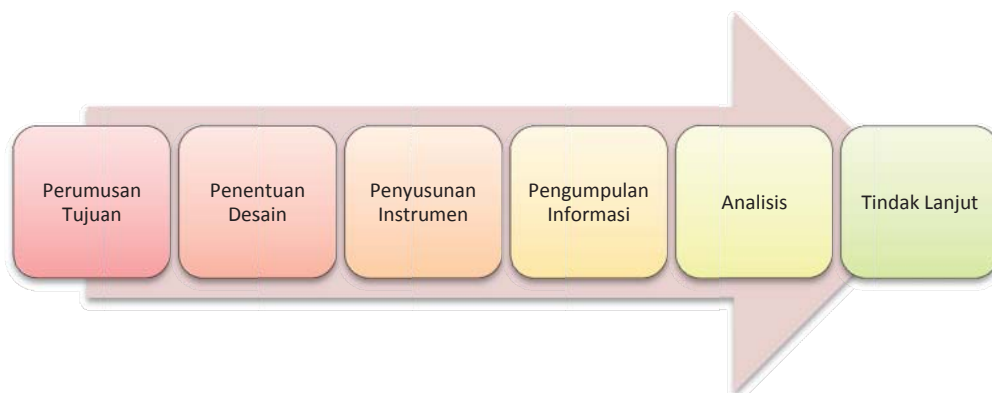 Perumusan
Tujuan
Penentuan
Desain
Penyusunan
Instrumen
Pengumpulan
Informasi
Analisis
Tindak Lanjut